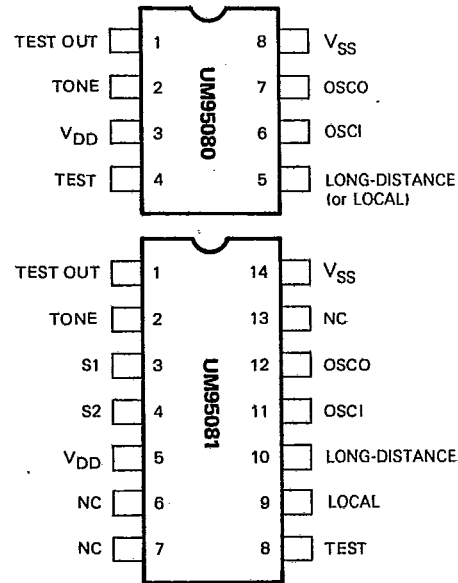 TEST OUT 1 8 VSS
TONE 2 7 OSCO
VDD 3 6 OSCI
TEST 4 5 LONG-DISTANCE
(or LOCAL)
UM95080
TEST OUT 1 14 VSS
TONE 2 13 NC
S1 3 12 OSCO
S2 4 11 OSCI
VDD 5 10 LONG-DISTANCE
NC 6 9 LOCAL
NC 7 8 TEST
UM95081